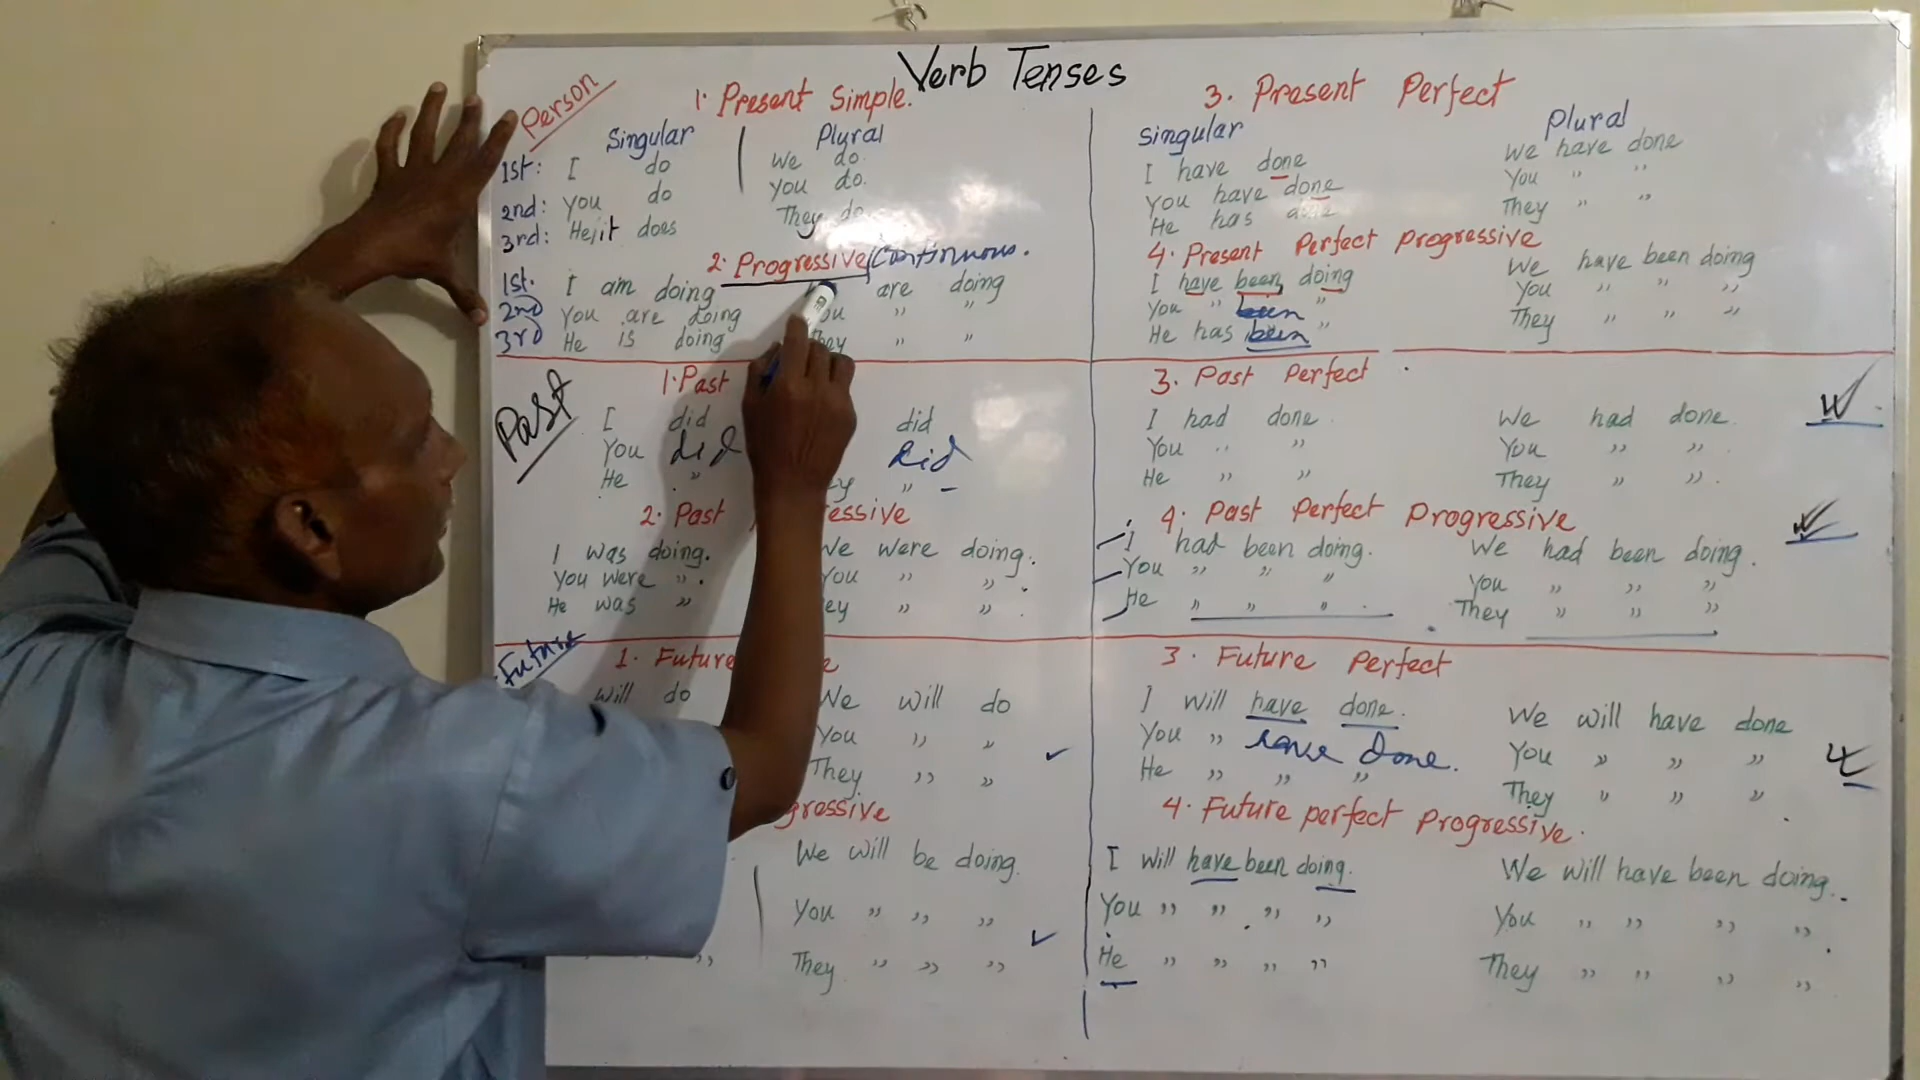 Verb Tenses
Person
1. Present Simple.
Singular Plural
1st: I do We do.
2nd: You do You do.
3rd: He/it does They do
2. Progressive/Continuous.
1st. I am doing are doing
2nd You are doing You " "
3rd He is doing They " "
3. Present Perfect
Singular Plural
I have done We have done
You have done You " "
He has done They " "
4. Present Perfect Progressive
I have been doing We have been doing
You " been " You " " "
He has been " They " " "
Past
1. Past
I did did
You did did
He "
2. Past
I was doing. We were doing.
You were ". You " ".
He was " " ".
3. Past Perfect
I had done. We had done.
You " " You " ".
He " " They " ".
4. Past Perfect Progressive
I had been doing. We had been doing.
You " " " You " " "
He " " ". They " " "
Future
1. Future
will do We will do
You " "
They " "
We will be doing.
You " " "
They " " "
3. Future Perfect
I will have done. We will have done
You " have done. You " " "
He " " " They " " "
4. Future perfect Progressive.
I will have been doing. We will have been doing.
You " " " " You " " " "
He " " " " They " " " "